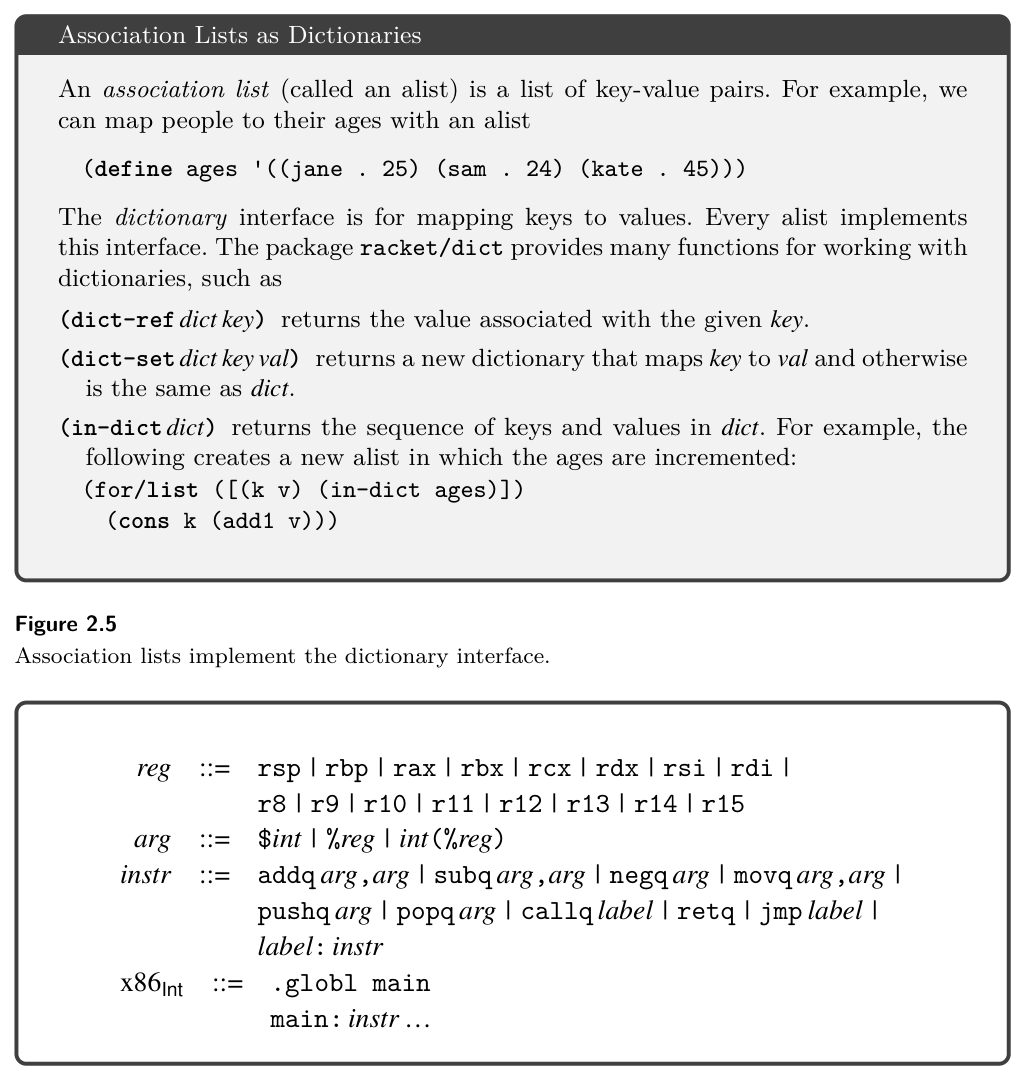 Association Lists as Dictionaries
An association list (called an alist) is a list of key-value pairs. For example, we
can map people to their ages with an alist
(define ages '((jane . 25) (sam . 24) (kate . 45)))
The dictionary interface is for mapping keys to values. Every alist implements
this interface. The package racket/dict provides many functions for working with
dictionaries, such as
(dict-ref dict key) returns the value associated with the given key.
(dict-set dict key val) returns a new dictionary that maps key to val and otherwise
is the same as dict.
(in-dict dict) returns the sequence of keys and values in dict. For example, the
following creates a new alist in which the ages are incremented:
(for/list ([(k v) (in-dict ages)])
(cons k (add1 v)))
Figure 2.5
Association lists implement the dictionary interface.
reg ::= rsp | rbp | rax | rbx | rcx | rdx | rsi | rdi |
r8 | r9 | r10 | r11 | r12 | r13 | r14 | r15
arg ::= $int | %reg | int(%reg)
instr ::= addq arg,arg | subq arg,arg | negq arg | movq arg,arg |
pushq arg | popq arg | callq label | retq | jmp label |
label: instr
x86Int ::= .globl main
main: instr …